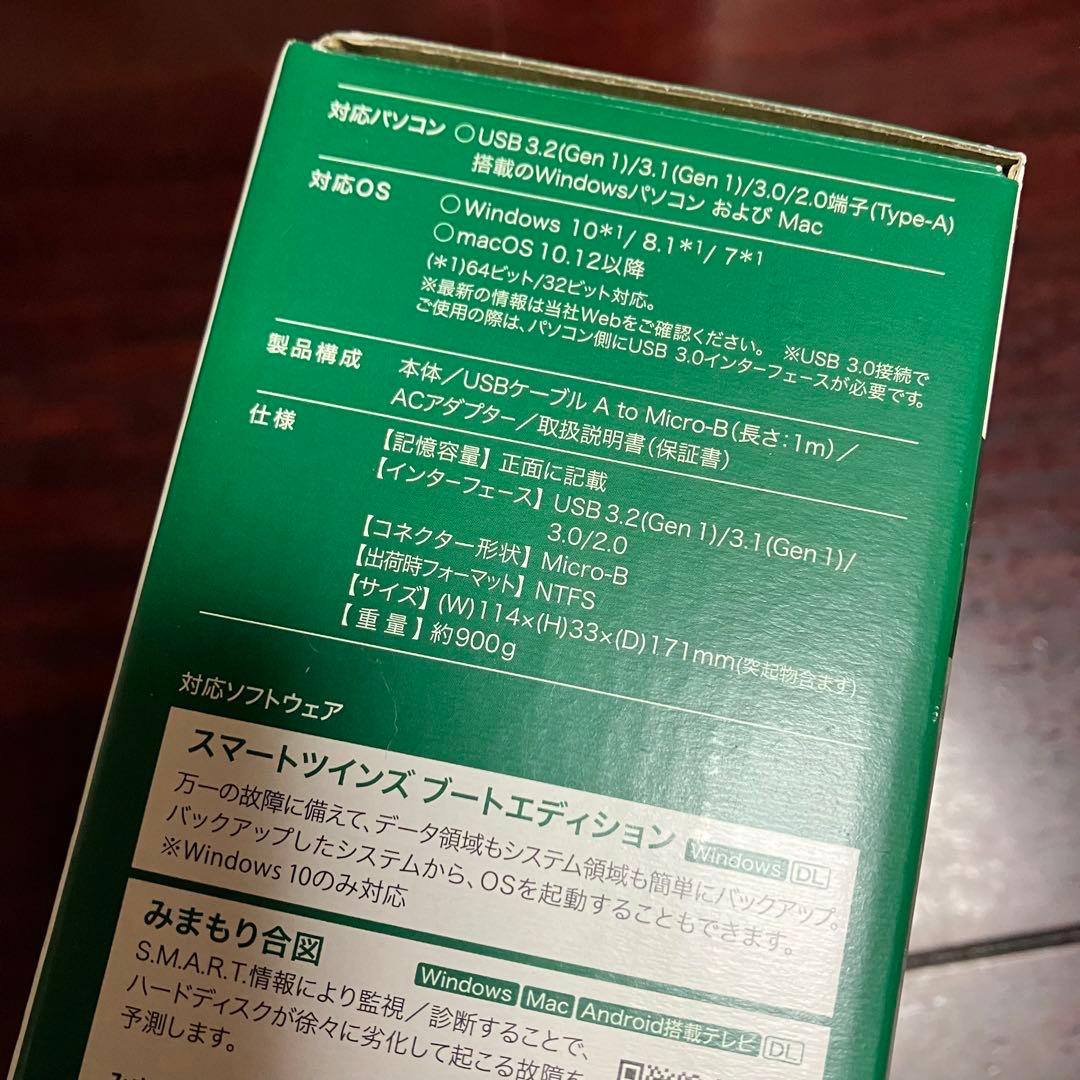 対応パソコン ○USB 3.2(Gen 1)/3.1(Gen 1)/3.0/2.0端子(Type-A)
搭載のWindowsパソコン および Mac
対応OS ○Windows 10*1/ 8.1*1/ 7*1
○macOS 10.12以降
(*1)64ビット/32ビット対応。
※最新の情報は当社Webをご確認ください。 ※USB 3.0接続で
ご使用の際は、パソコン側にUSB 3.0インターフェースが必要です。
製品構成 本体/USBケーブル A to Micro-B(長さ:1m)/
ACアダプター/取扱説明書(保証書)
仕様 【記憶容量】正面に記載
【インターフェース】USB 3.2(Gen 1)/3.1(Gen 1)/
3.0/2.0
【コネクター形状】Micro-B
【出荷時フォーマット】NTFS
【サイズ】(W)114×(H)33×(D)171mm(突起物含まず)
【重量】約900g
対応ソフトウェア
スマートツインズ ブートエディション Windows DL
万一の故障に備えて、データ領域もシステム領域も簡単にバックアップ。
バックアップしたシステムから、OSを起動することもできます。
※Windows 10のみ対応
みまもり合図 Windows Mac Android搭載テレビ DL
S.M.A.R.T.情報により監視/診断することで、
ハードディスクが徐々に劣化して起こる故障を
予測します。